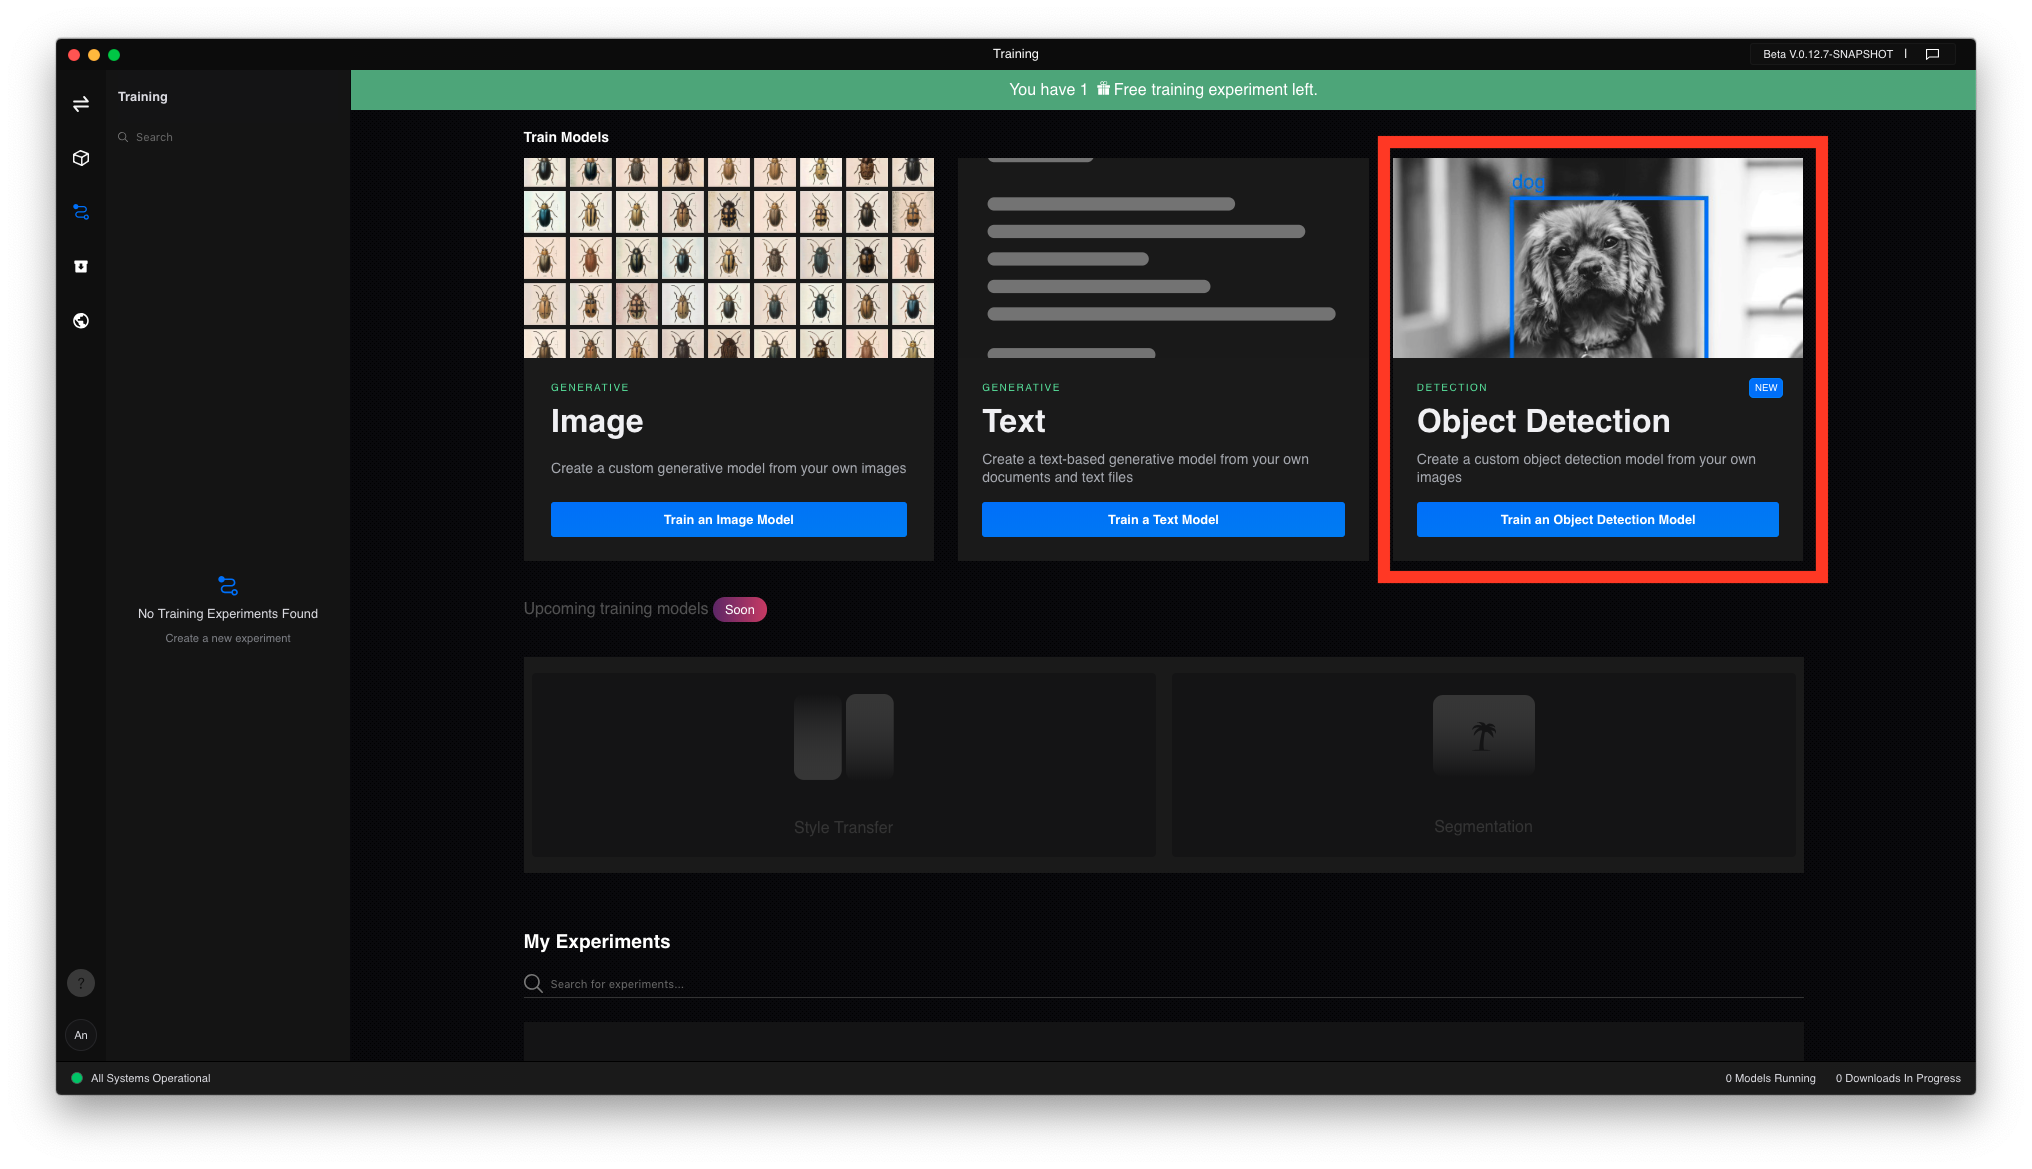 Training
Beta V.0.12.7-SNAPSHOT
Training
Search
No Training Experiments Found
Create a new experiment
You have 1 Free training experiment left.
Train Models
GENERATIVE
Image
Create a custom generative model from your own images
Train an Image Model
GENERATIVE
Text
Create a text-based generative model from your own
documents and text files
Train a Text Model
dog
DETECTION
NEW
Object Detection
Create a custom object detection model from your own
images
Train an Object Detection Model
Upcoming training models Soon
Style Transfer
Segmentation
My Experiments
Search for experiments...
?
An
All Systems Operational
0 Models Running
0 Downloads In Progress